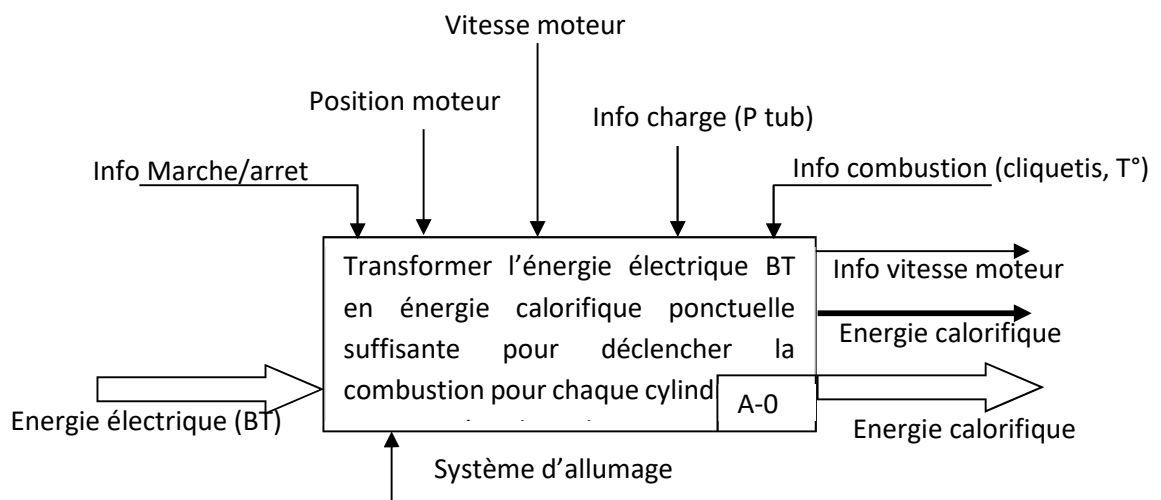 Vitesse moteur
Position moteur
Info charge (P tub)
Info Marche/arret
Info combustion (cliquetis, T°)
Transformer l’énergie électrique BT
en énergie calorifique ponctuelle
suffisante pour déclencher la
combustion pour chaque cylind
A-0
Info vitesse moteur
Energie calorifique
Energie électrique (BT)
Energie calorifique
Système d’allumage